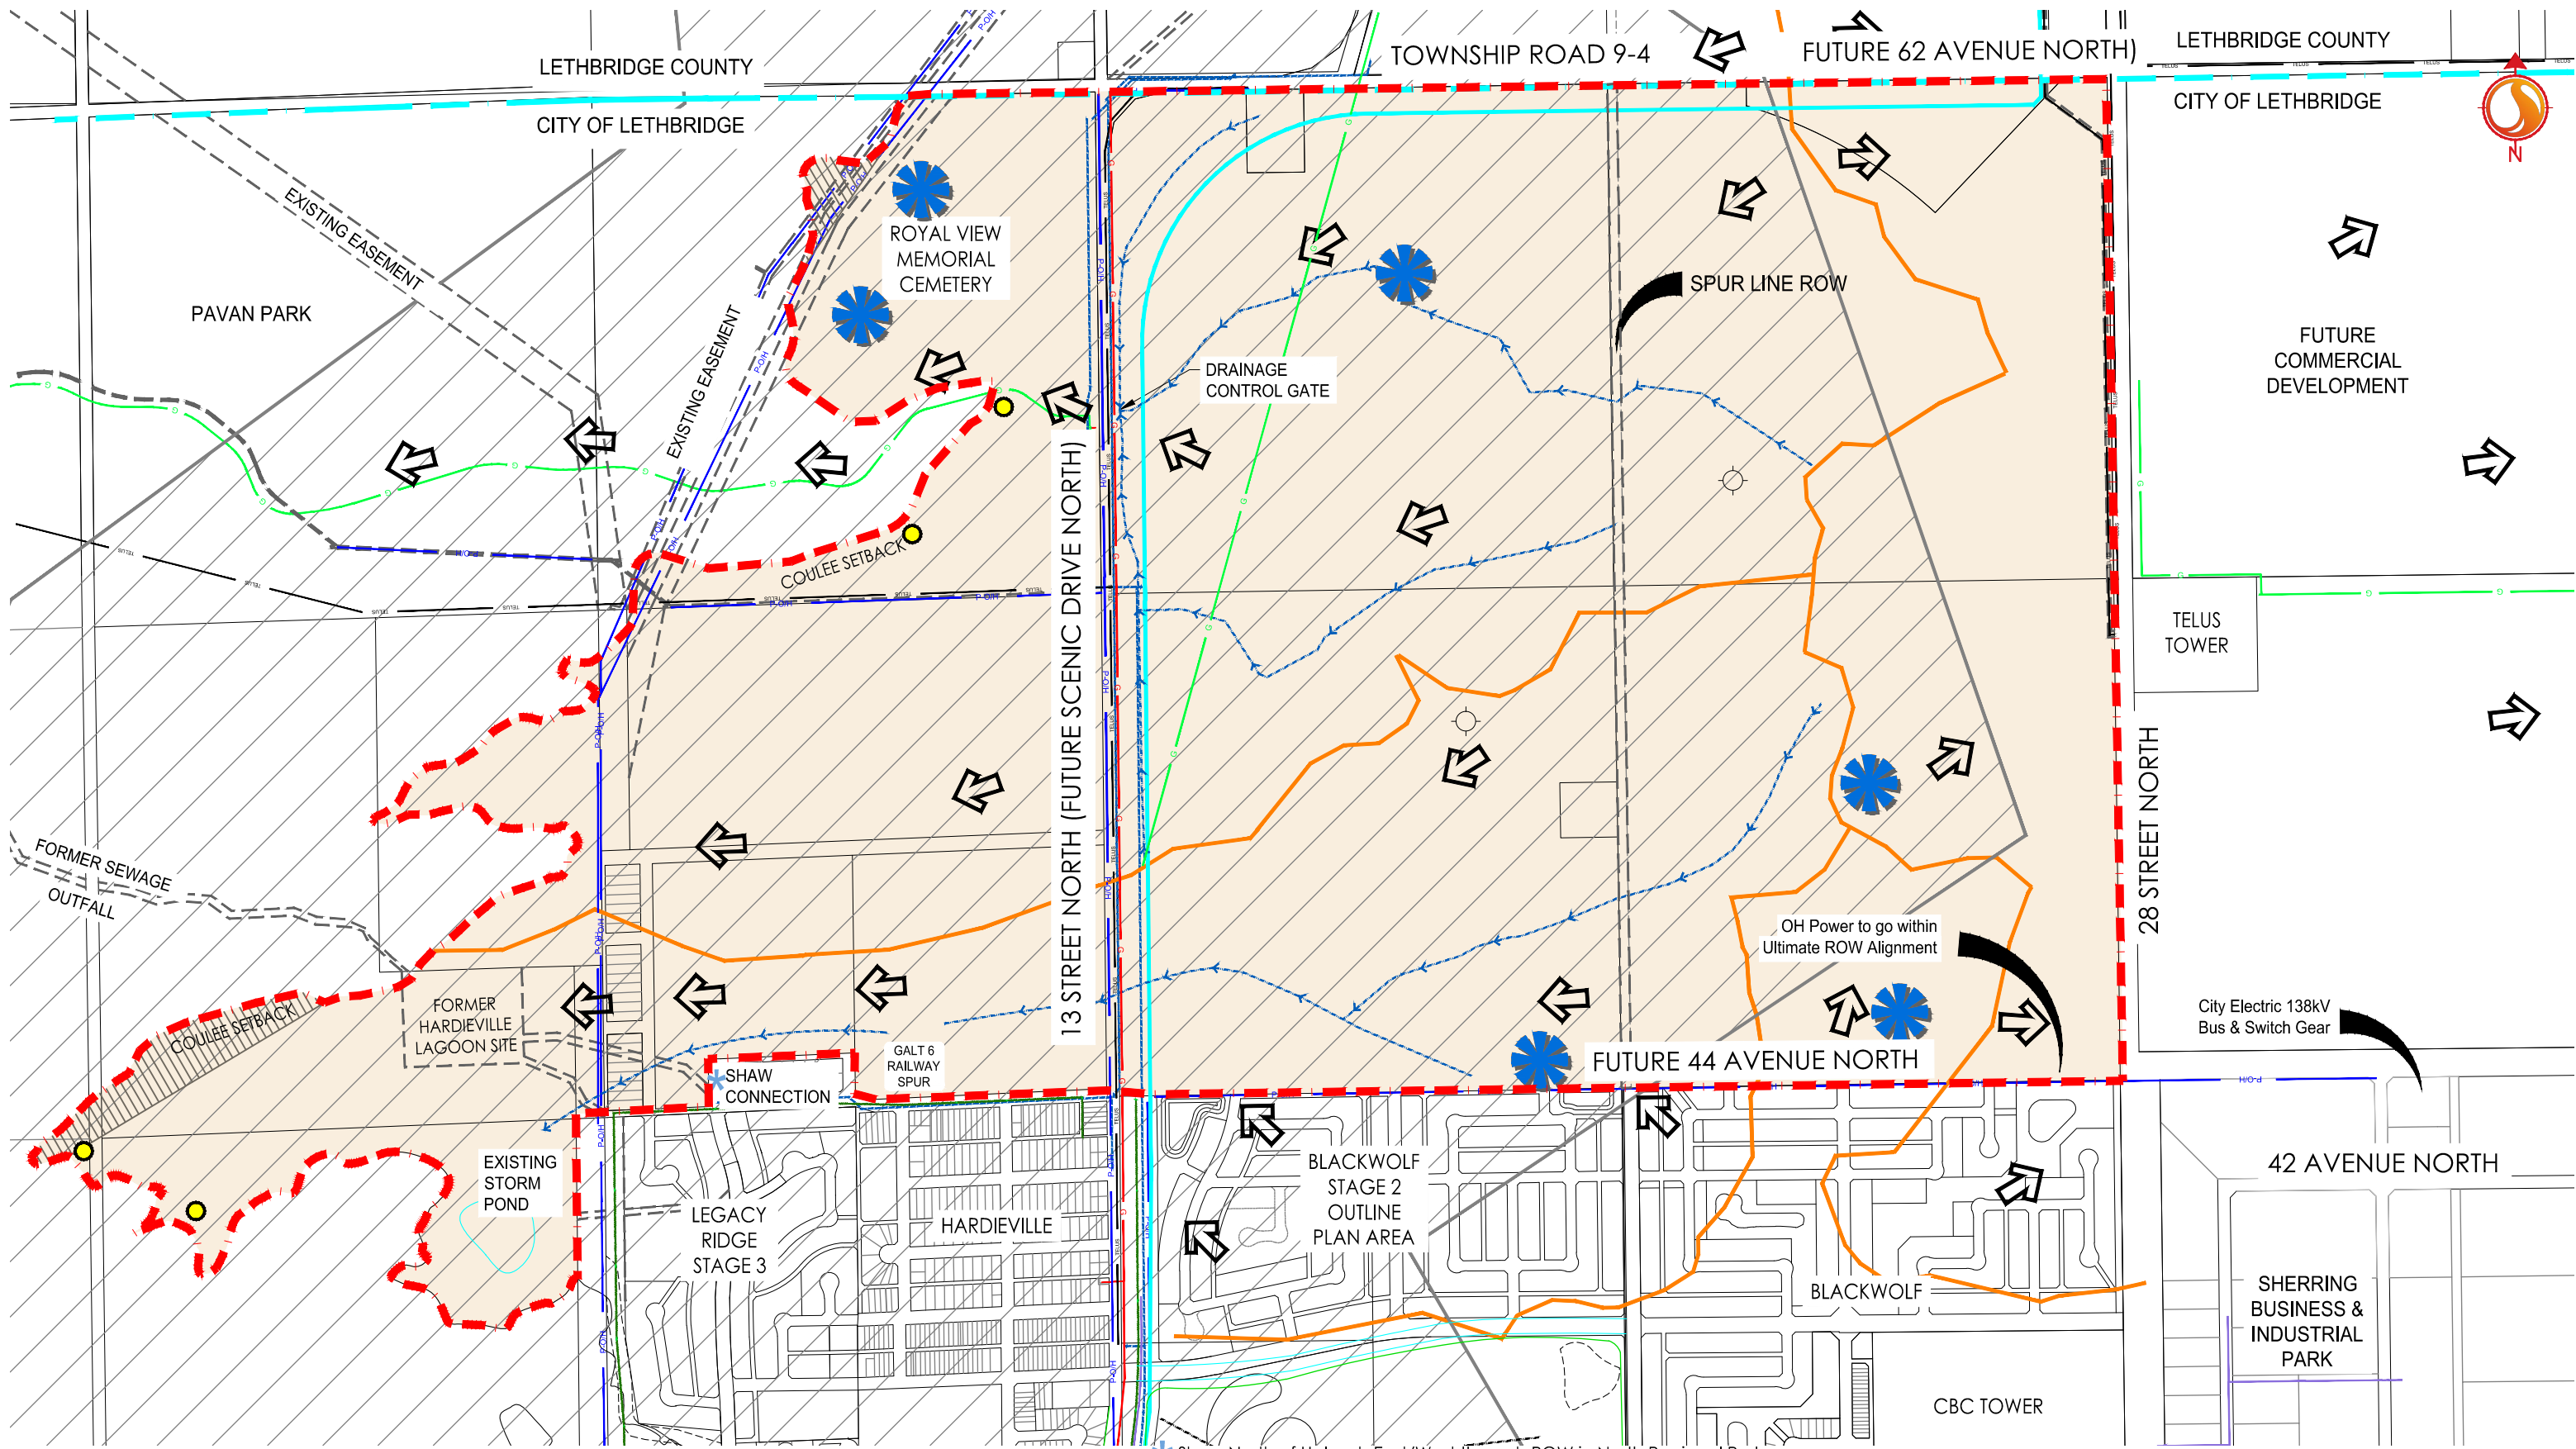 LETHBRIDGE COUNTY
CITY OF LETHBRIDGE
TOWNSHIP ROAD 9-4
FUTURE 62 AVENUE NORTH)
LETHBRIDGE COUNTY
CITY OF LETHBRIDGE
N
EXISTING EASEMENT
PAVAN PARK
EXISTING EASEMENT
ROYAL VIEW
MEMORIAL
CEMETERY
SPUR LINE ROW
DRAINAGE
CONTROL GATE
FUTURE
COMMERCIAL
DEVELOPMENT
COULEE SETBACK
13 STREET NORTH (FUTURE SCENIC DRIVE NORTH)
TELUS
TOWER
28 STREET NORTH
FORMER SEWAGE
OUTFALL
OH Power to go within
Ultimate ROW Alignment
City Electric 138kV
Bus & Switch Gear
FORMER
HARDIEVILLE
LAGOON SITE
COULEE SETBACK
GALT 6
RAILWAY
SPUR
SHAW
CONNECTION
FUTURE 44 AVENUE NORTH
EXISTING
STORM
POND
LEGACY
RIDGE
STAGE 3
HARDIEVILLE
BLACKWOLF
STAGE 2
OUTLINE
PLAN AREA
BLACKWOLF
42 AVENUE NORTH
SHERRING
BUSINESS &
INDUSTRIAL
PARK
CBC TOWER